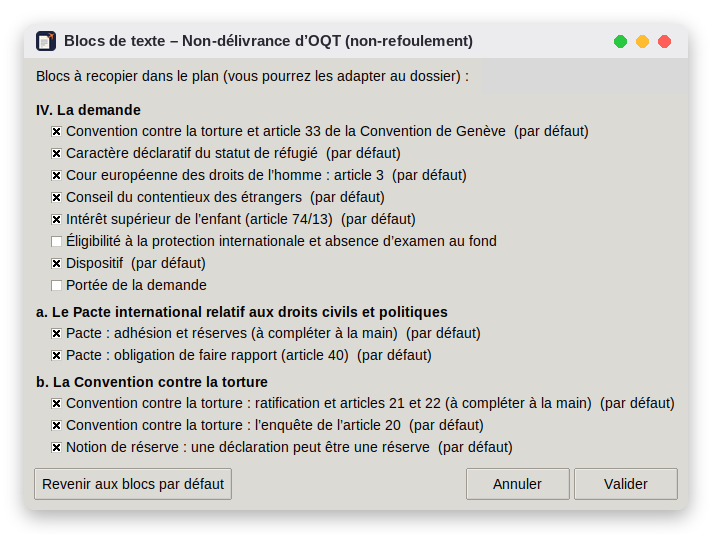 Blocs de texte – Non-délivrance d’OQT (non-refoulement)
Blocs à recopier dans le plan (vous pourrez les adapter au dossier) :
IV. La demande
Convention contre la torture et article 33 de la Convention de Genève (par défaut)
Caractère déclaratif du statut de réfugié (par défaut)
Cour européenne des droits de l’homme : article 3 (par défaut)
Conseil du contentieux des étrangers (par défaut)
Intérêt supérieur de l’enfant (article 74/13) (par défaut)
Éligibilité à la protection internationale et absence d’examen au fond
Dispositif (par défaut)
Portée de la demande
a. Le Pacte international relatif aux droits civils et politiques
Pacte : adhésion et réserves (à compléter à la main) (par défaut)
Pacte : obligation de faire rapport (article 40) (par défaut)
b. La Convention contre la torture
Convention contre la torture : ratification et articles 21 et 22 (à compléter à la main) (par défaut)
Convention contre la torture : l’enquête de l’article 20 (par défaut)
Notion de réserve : une déclaration peut être une réserve (par défaut)
Revenir aux blocs par défaut Annuler Valider